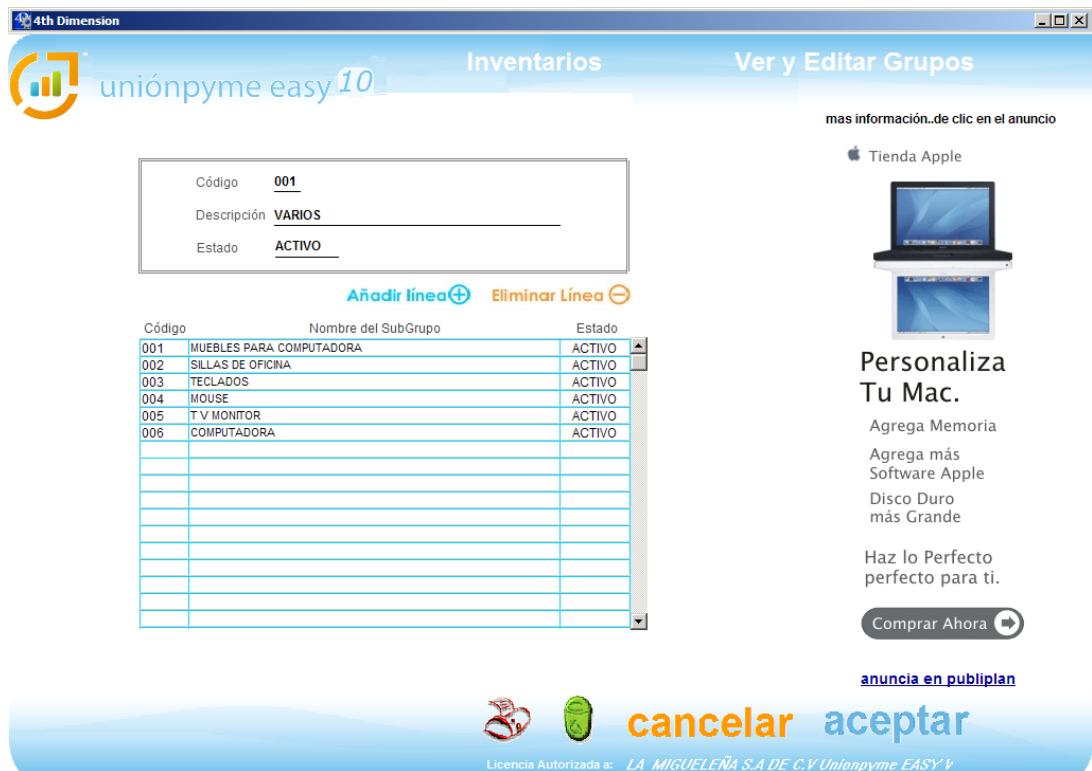 4th Dimension
uniónpyme easy 10
Inventarios
Ver y Editar Grupos
mas información..de clic en el anuncio
Código 001
Descripción VARIOS
Estado ACTIVO
Añadir línea
Eliminar Línea
Código Nombre del SubGrupo Estado
001 MUEBLES PARA COMPUTADORA ACTIVO
002 SILLAS DE OFICINA ACTIVO
003 TECLADOS ACTIVO
004 MOUSE ACTIVO
005 T V MONITOR ACTIVO
006 COMPUTADORA ACTIVO
Tienda Apple
Personaliza
Tu Mac.
Agrega Memoria
Agrega más
Software Apple
Disco Duro
más Grande
Haz lo Perfecto
perfecto para ti.
Comprar Ahora
anuncia en publiplan
cancelar aceptar
Licencia Autorizada a: LA MIGUELEÑA S.A DE C.V Unionpyme EASY V